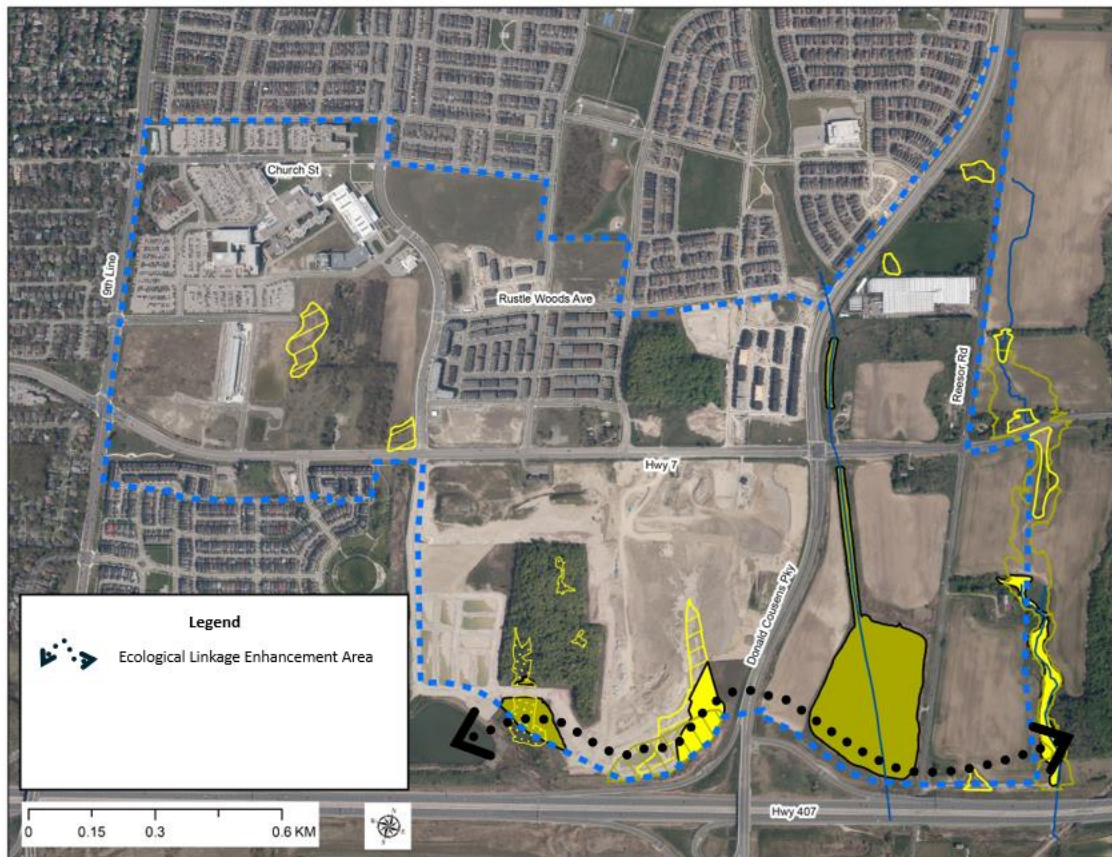 Church St
9th Line
Rustle Woods Ave
Reesor Rd
Hwy 7
Donald Cousens Pky
Legend
Ecological Linkage Enhancement Area
Hwy 407
0 0.15 0.3 0.6 KM
N
W E
S